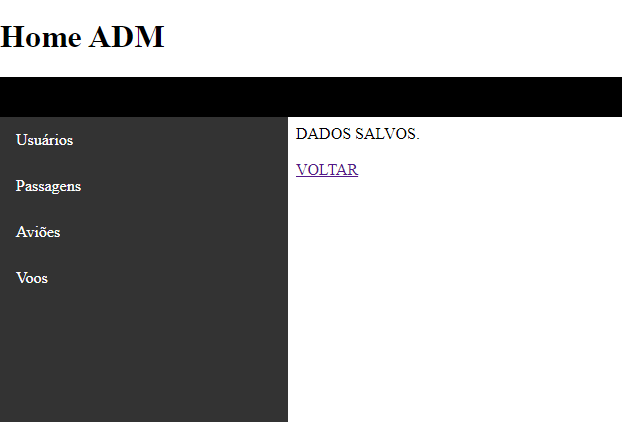 Home ADM
Usuários
Passagens
Aviões
Voos
DADOS SALVOS.
VOLTAR